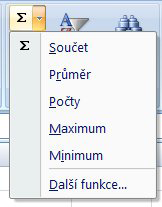 Σ
Σ Součet
Průměr
Počty
Maximum
Minimum
Další funkce...